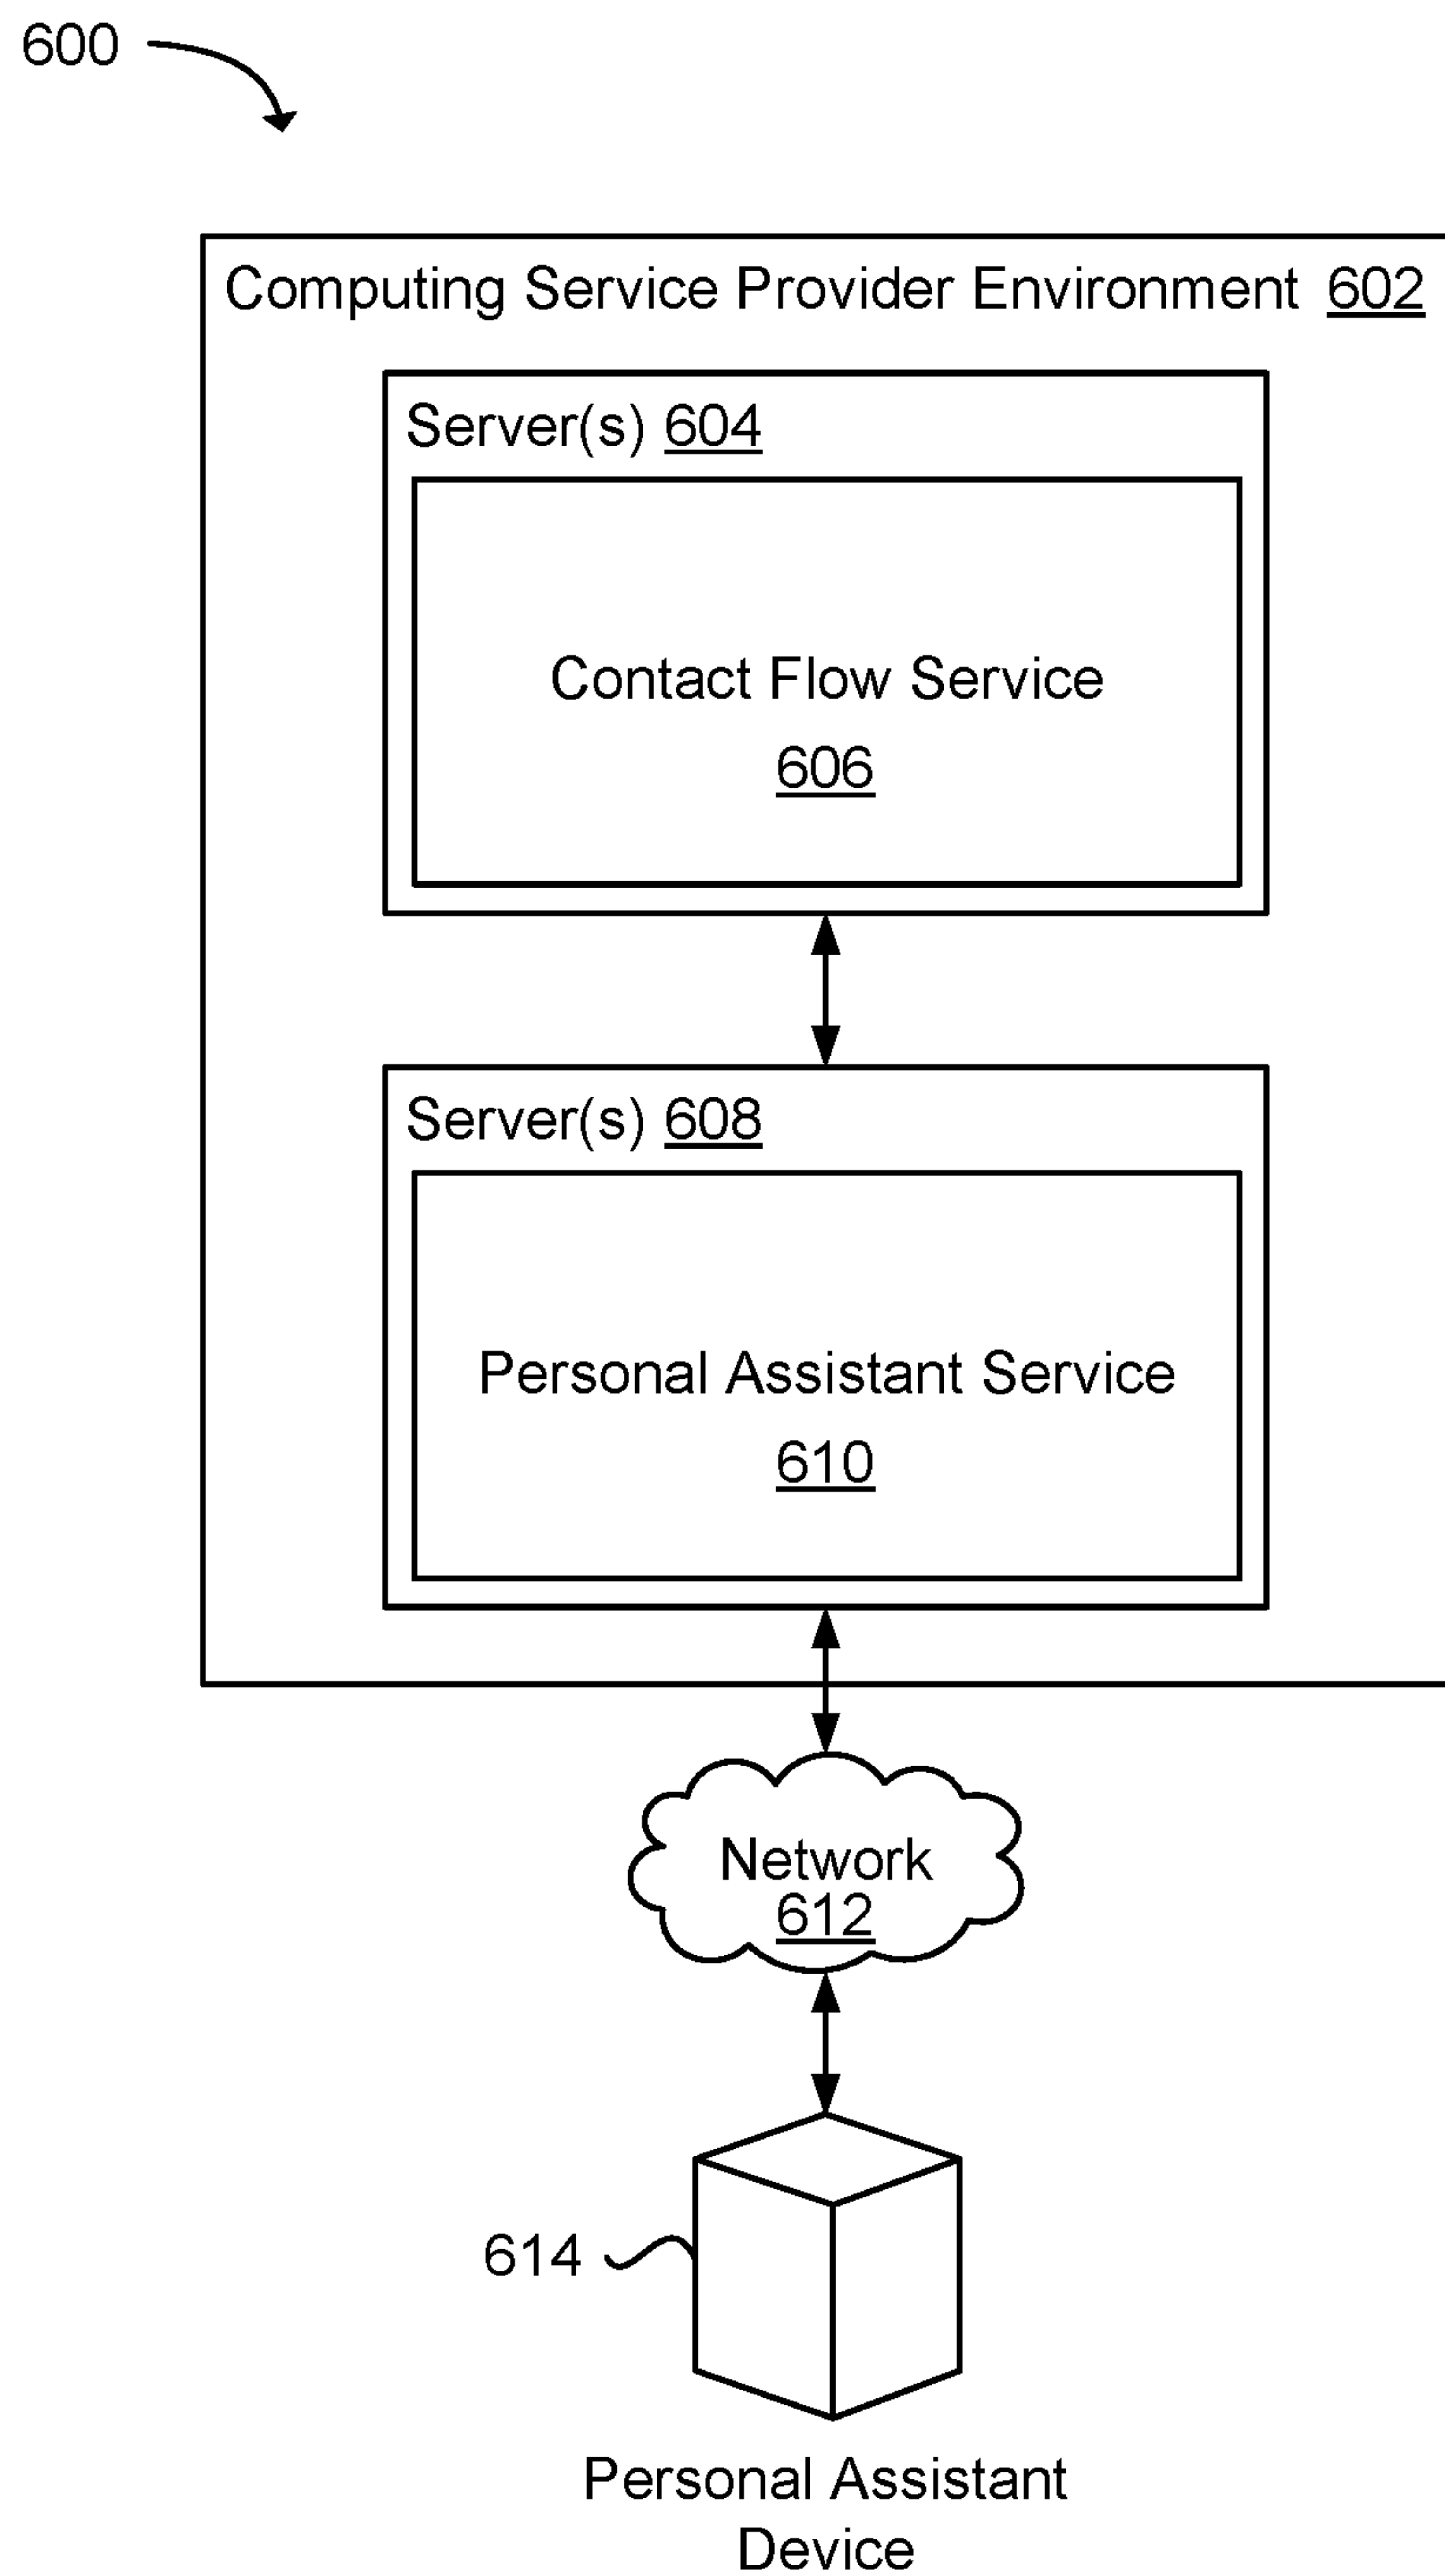 600
Computing Service Provider Environment 602
Server(s) 604
Contact Flow Service
606
Server(s) 608
Personal Assistant Service
610
Network
612
614
Personal Assistant
Device